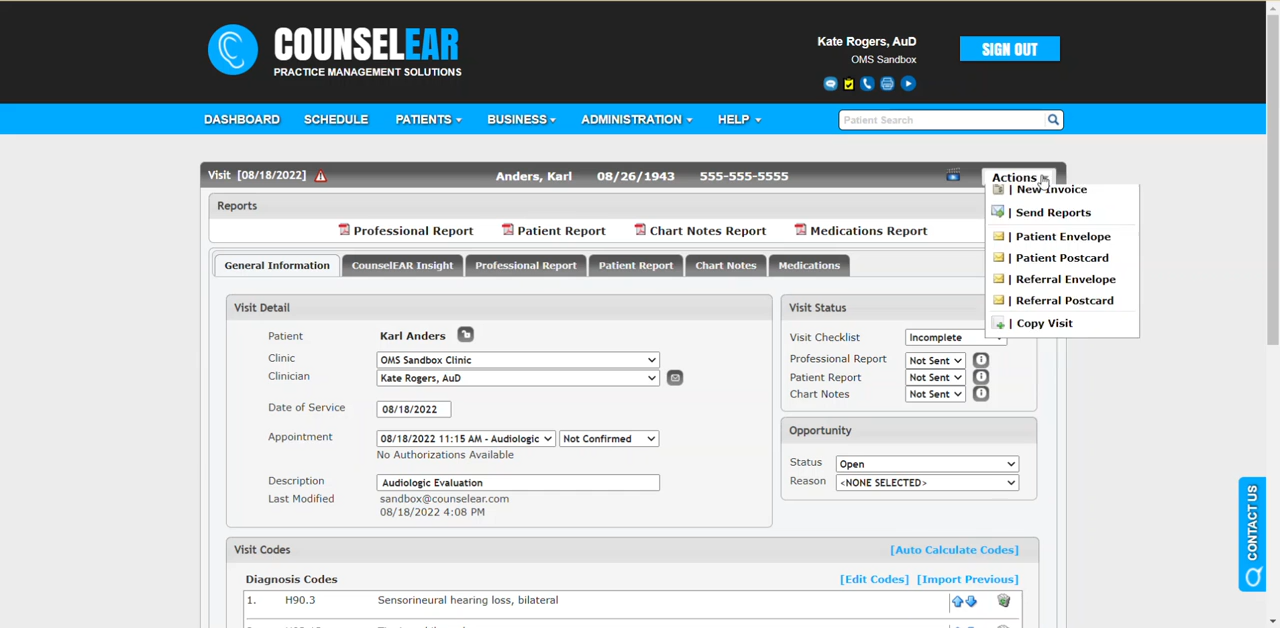 COUNSELEAR
PRACTICE MANAGEMENT SOLUTIONS
Kate Rogers, AuD
OMS Sandbox
SIGN OUT
DASHBOARD SCHEDULE PATIENTS BUSINESS ADMINISTRATION HELP Patient Search
Visit [08/18/2022] Anders, Karl 08/26/1943 555-555-5555 Actions
| New Invoice
| Send Reports
| Patient Envelope
| Patient Postcard
| Referral Envelope
| Referral Postcard
| Copy Visit
Reports
Professional Report Patient Report Chart Notes Report Medications Report
General Information CounselEAR Insight Professional Report Patient Report Chart Notes Medications
Visit Detail
Patient Karl Anders
Clinic OMS Sandbox Clinic
Clinician Kate Rogers, AuD
Date of Service 08/18/2022
Appointment 08/18/2022 11:15 AM - Audiologic Not Confirmed
No Authorizations Available
Description Audiologic Evaluation
Last Modified sandbox@counselear.com
08/18/2022 4:08 PM
Visit Status
Visit Checklist Incomplete
Professional Report Not Sent
Patient Report Not Sent
Chart Notes Not Sent
Opportunity
Status Open
Reason <NONE SELECTED>
CONTACT US
Visit Codes [Auto Calculate Codes]
Diagnosis Codes [Edit Codes] [Import Previous]
1. H90.3 Sensorineural hearing loss, bilateral